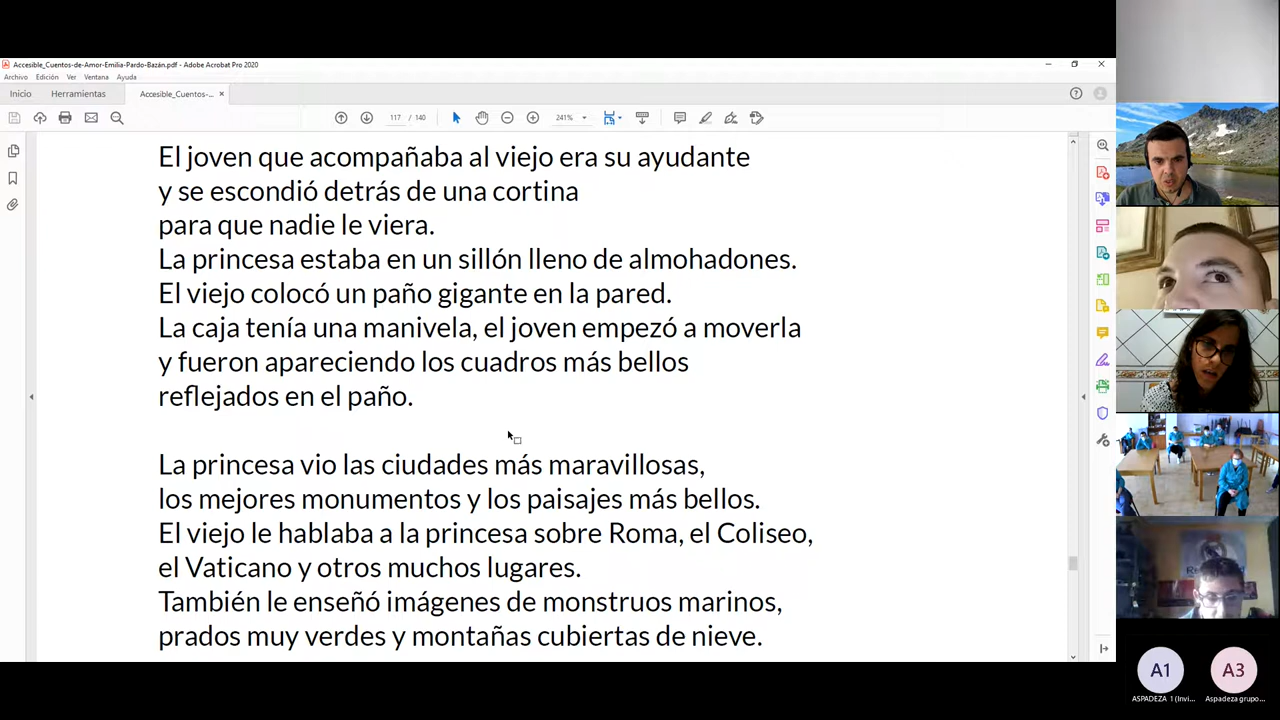 Accesible_Cuentos-de-Amor-Emilia-Pardo-Bazán.pdf - Adobe Acrobat Pro 2020
Archivo Edición Ver Ventana Ayuda
Inicio Herramientas Accesible_Cuentos-... ×
117 / 140 241%
El joven que acompañaba al viejo era su ayudante
y se escondió detrás de una cortina
para que nadie le viera.
La princesa estaba en un sillón lleno de almohadones.
El viejo colocó un paño gigante en la pared.
La caja tenía una manivela, el joven empezó a moverla
y fueron apareciendo los cuadros más bellos
reflejados en el paño.
La princesa vio las ciudades más maravillosas,
los mejores monumentos y los paisajes más bellos.
El viejo le hablaba a la princesa sobre Roma, el Coliseo,
el Vaticano y otros muchos lugares.
También le enseñó imágenes de monstruos marinos,
prados muy verdes y montañas cubiertas de nieve.
A1 A3
ASPADEZA 1 (Invi... Aspadeza grupo...